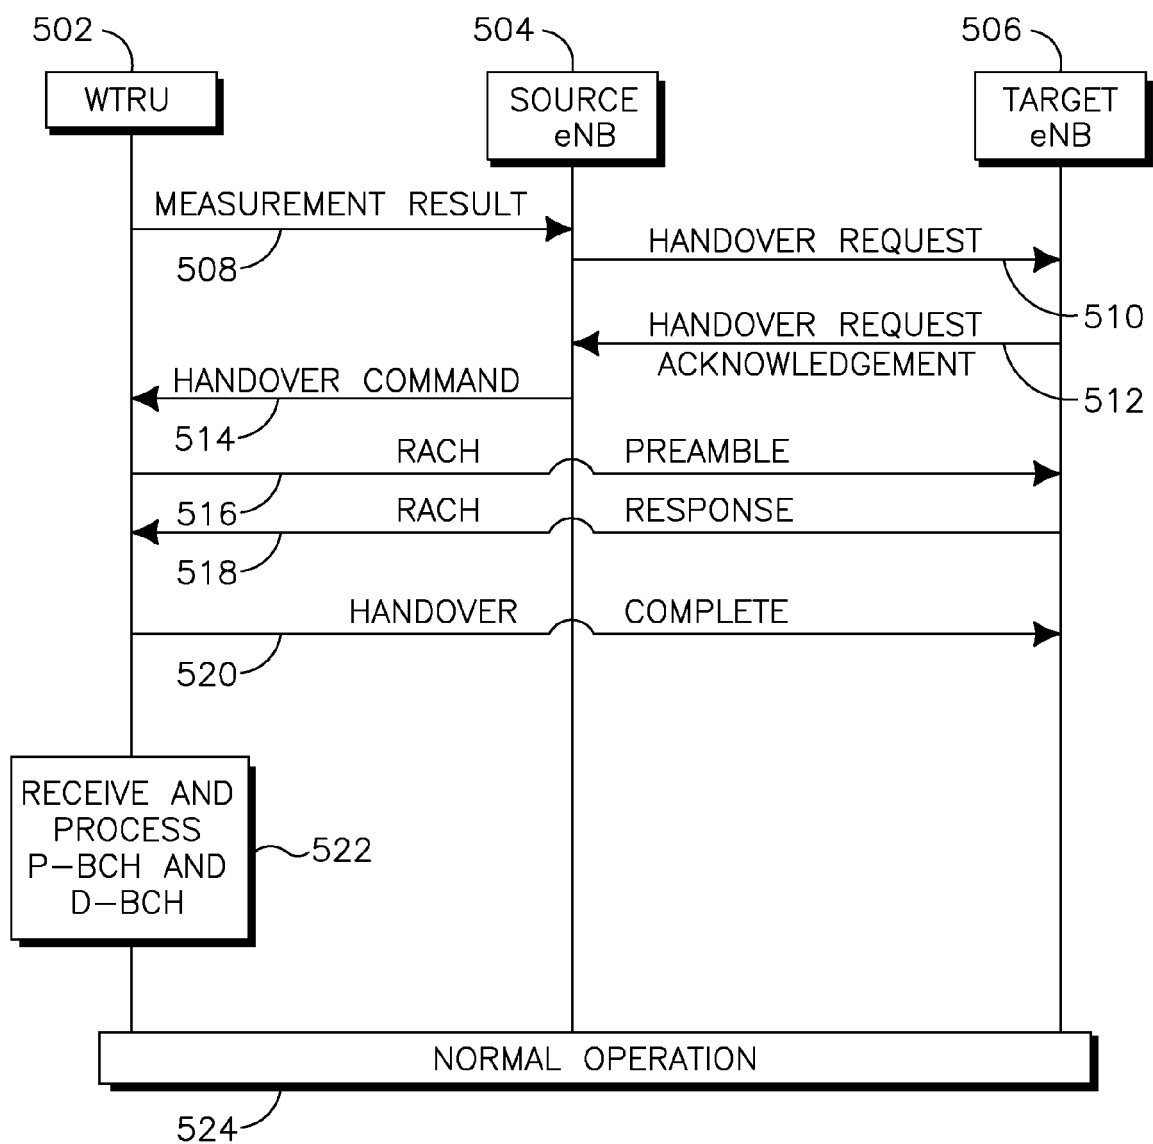 502
504
506
WTRU
SOURCE
eNB
TARGET
eNB
MEASUREMENT RESULT
508
HANDOVER REQUEST
510
HANDOVER REQUEST
ACKNOWLEDGEMENT
512
HANDOVER COMMAND
514
RACH PREAMBLE
516
RACH RESPONSE
518
HANDOVER COMPLETE
520
RECEIVE AND
PROCESS
P-BCH AND
D-BCH
522
NORMAL OPERATION
524